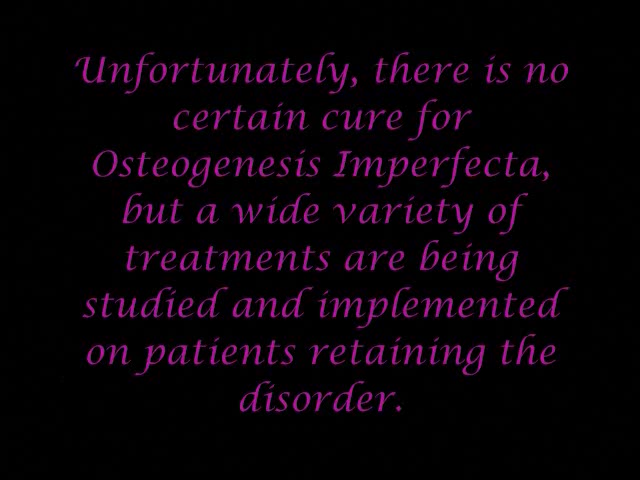 Unfortunately, there is no
certain cure for
Osteogenesis Imperfecta,
but a wide variety of
treatments are being
studied and implemented
on patients retaining the
disorder.